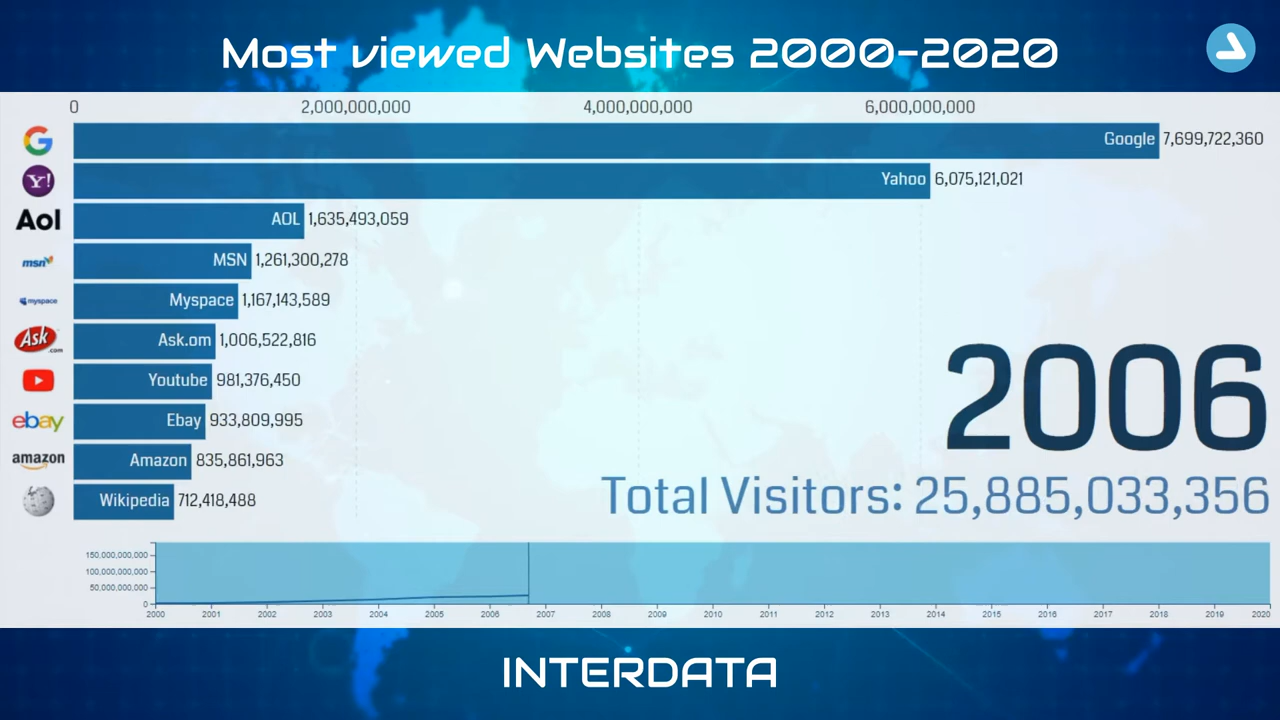 Most viewed Websites 2000-2020
0 2,000,000,000 4,000,000,000 6,000,000,000
G Google 7,699,722,360
Y! Yahoo 6,075,121,021
Aol AOL 1,635,493,059
msn MSN 1,261,300,278
myspace Myspace 1,167,143,589
Ask .com Ask.om 1,006,522,816
Youtube 981,376,450
ebay Ebay 933,809,995
amazon Amazon 835,861,963
Wikipedia 712,418,488
2006
Total Visitors: 25,885,033,356
150,000,000,000
100,000,000,000
50,000,000,000
0
2000 2001 2002 2003 2004 2005 2006 2007 2008 2009 2010 2011 2012 2013 2014 2015 2016 2017 2018 2019 2020
INTERDATA